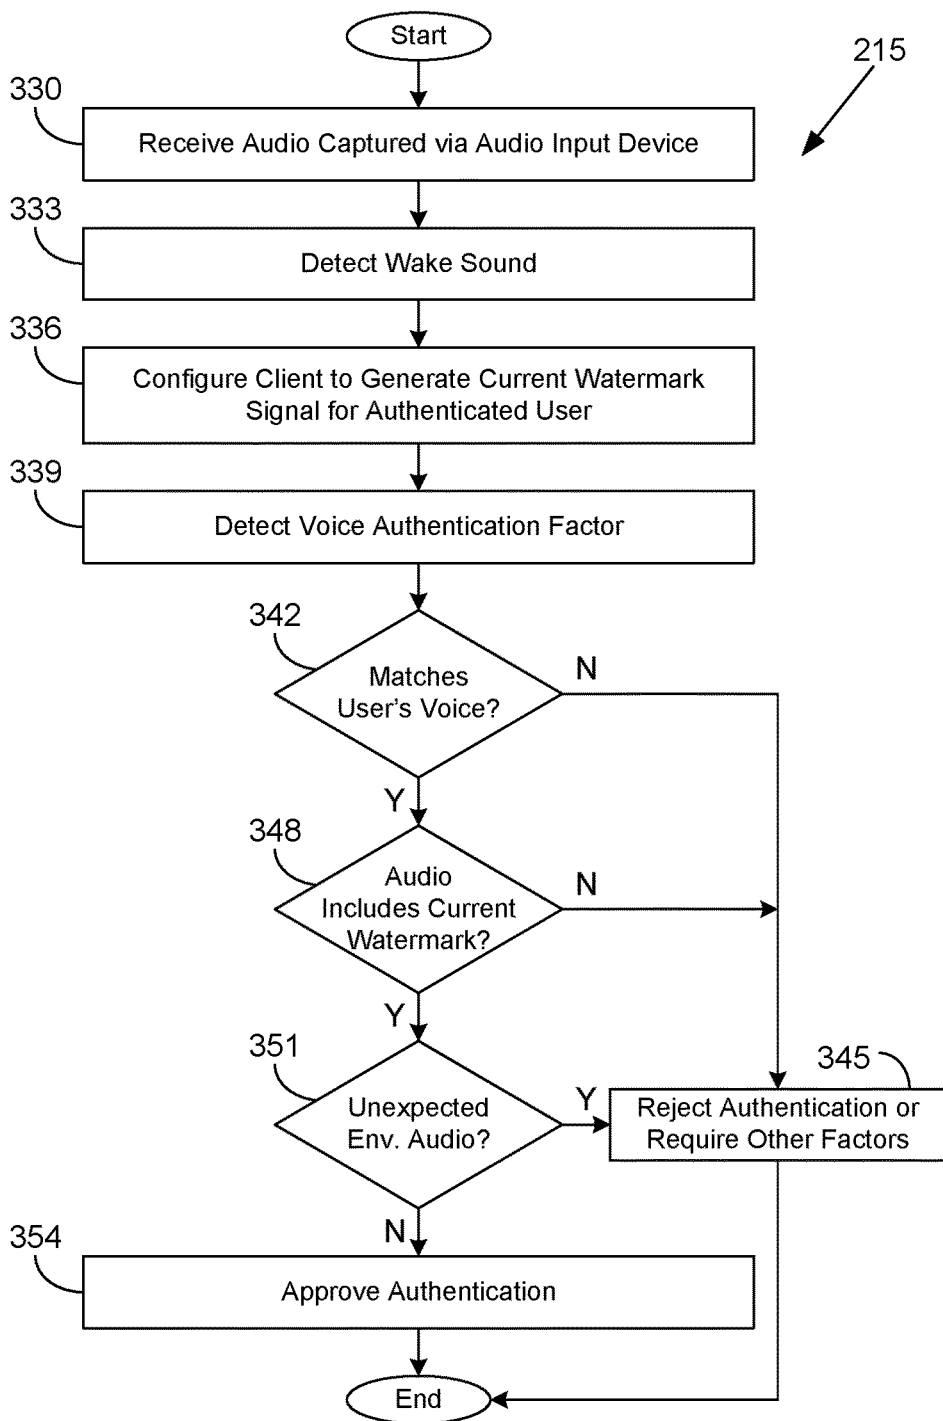 Start
215
330
Receive Audio Captured via Audio Input Device
333
Detect Wake Sound
336
Configure Client to Generate Current Watermark
Signal for Authenticated User
339
Detect Voice Authentication Factor
342
Matches
User's Voice?
N
Y
348
Audio
Includes Current
Watermark?
N
Y
351
Unexpected
Env. Audio?
Y
345
Reject Authentication or
Require Other Factors
N
354
Approve Authentication
End